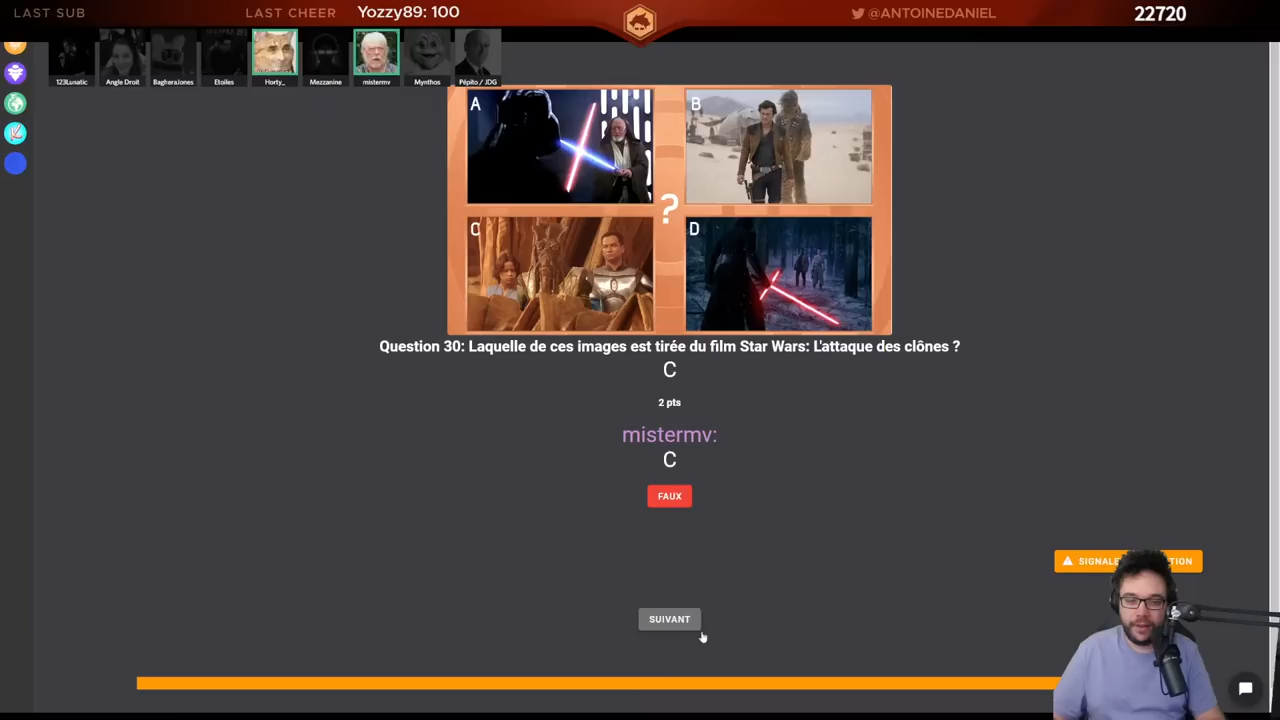 LAST SUB
LAST CHEER
Yozzy89: 100
@ANTOINEDANIEL
22720
123Lunatic
Angle Droit
BagheraJones
Etoiles
Horty_
Mezzanine
mistermv
Mynthos
Pépito / JDG
A
B
?
C
D
Question 30: Laquelle de ces images est tirée du film Star Wars: L'attaque des clônes ?
C
2 pts
mistermv:
C
FAUX
SUIVANT